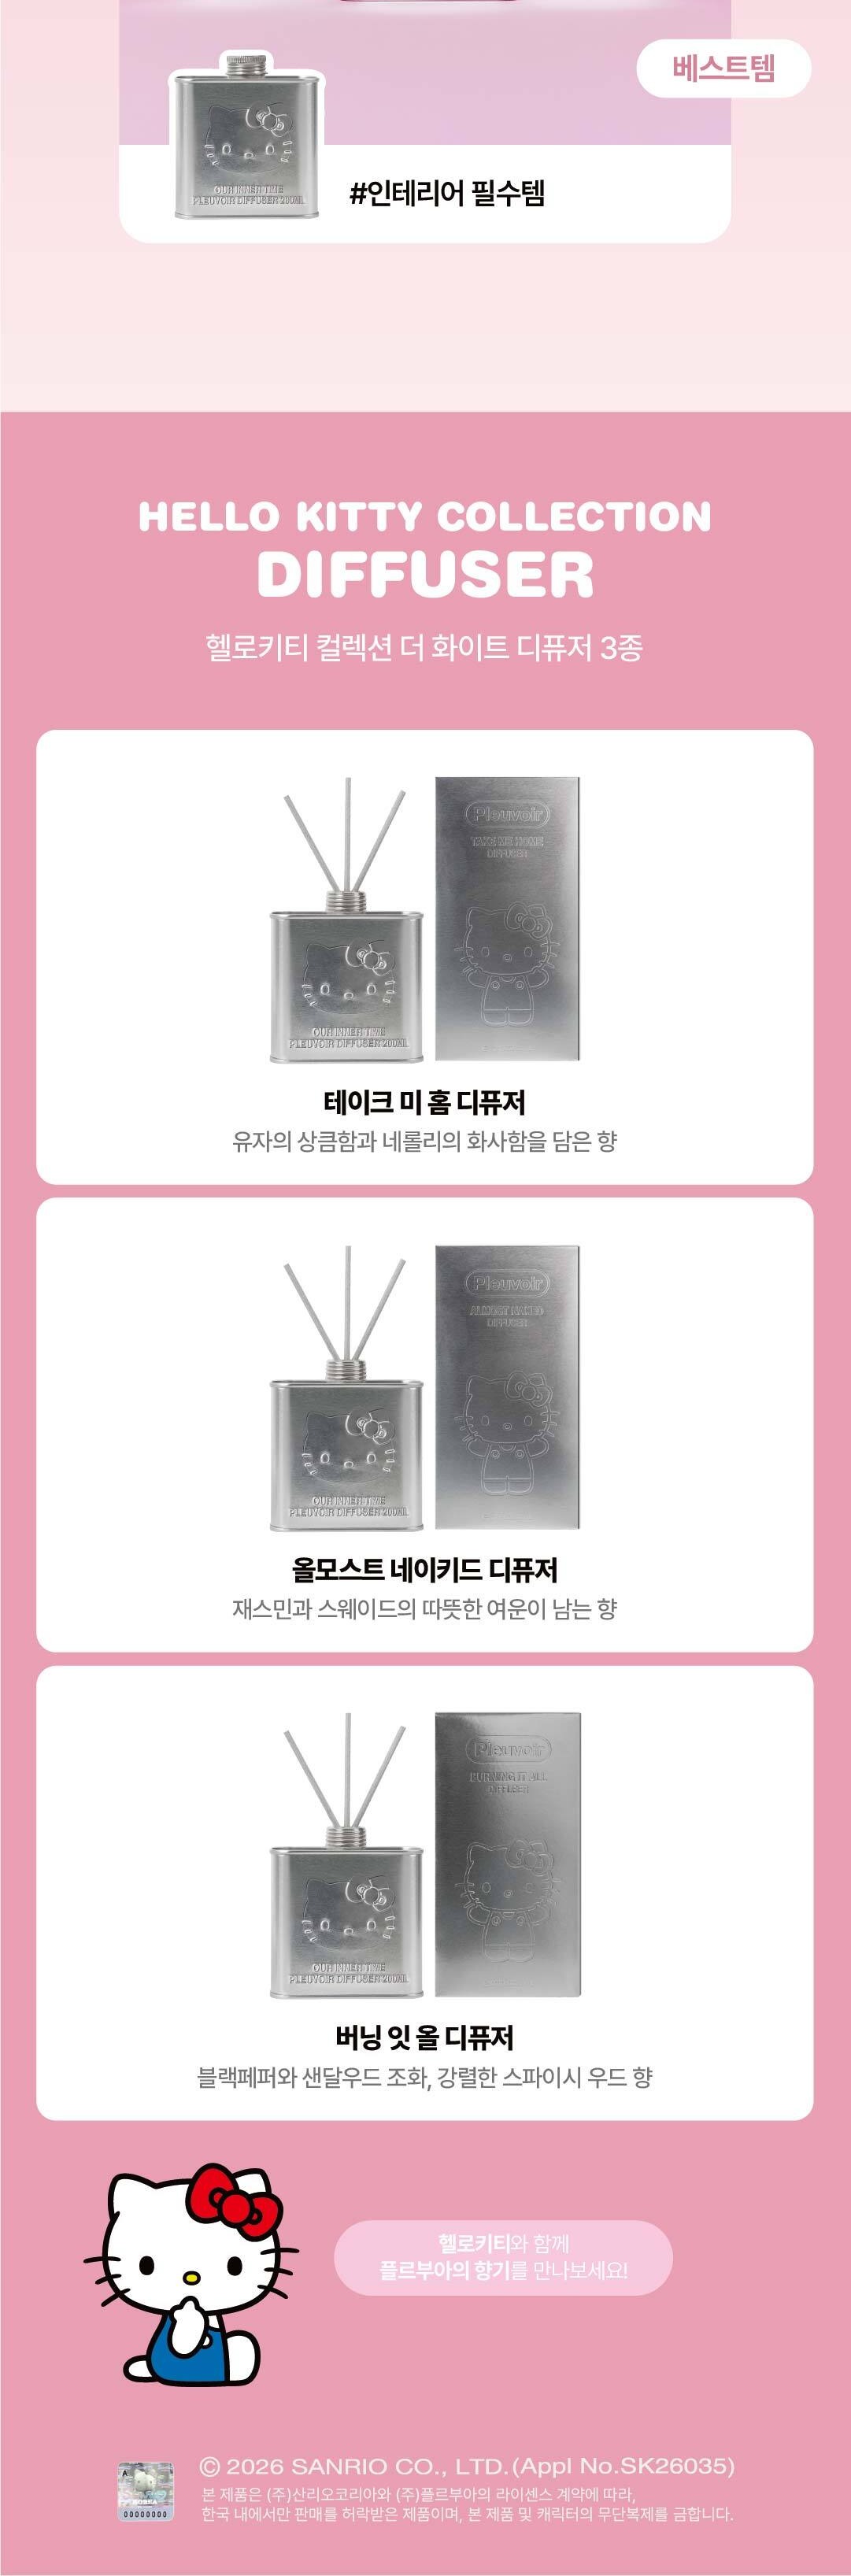 베스트템
OUR INNER TIME
PLEUVOIR DIFFUSER 200ML
#인테리어 필수템
HELLO KITTY COLLECTION
DIFFUSER
헬로키티 컬렉션 더 화이트 디퓨저 3종
Pleuvoir
TAKE ME HOME
DIFFUSER
OUR INNER TIME
PLEUVOIR DIFFUSER 200ML
테이크 미 홈 디퓨저
유자의 상큼함과 네롤리의 화사함을 담은 향
Pleuvoir
ALMOST NAKED
DIFFUSER
OUR INNER TIME
PLEUVOIR DIFFUSER 200ML
올모스트 네이키드 디퓨저
재스민과 스웨이드의 따뜻한 여운이 남는 향
Pleuvoir
BURNING IT ALL
DIFFUSER
OUR INNER TIME
PLEUVOIR DIFFUSER 200ML
버닝 잇 올 디퓨저
블랙페퍼와 샌달우드 조화, 강렬한 스파이시 우드 향
헬로키티와 함께
플르부아의 향기를 만나보세요!
© 2026 SANRIO CO., LTD. (Appl No.SK26035)
본 제품은 (주)산리오코리아와 (주)플르부아의 라이센스 계약에 따라,
한국 내에서만 판매를 허락받은 제품이며, 본 제품 및 캐릭터의 무단복제를 금합니다.
A
00000000